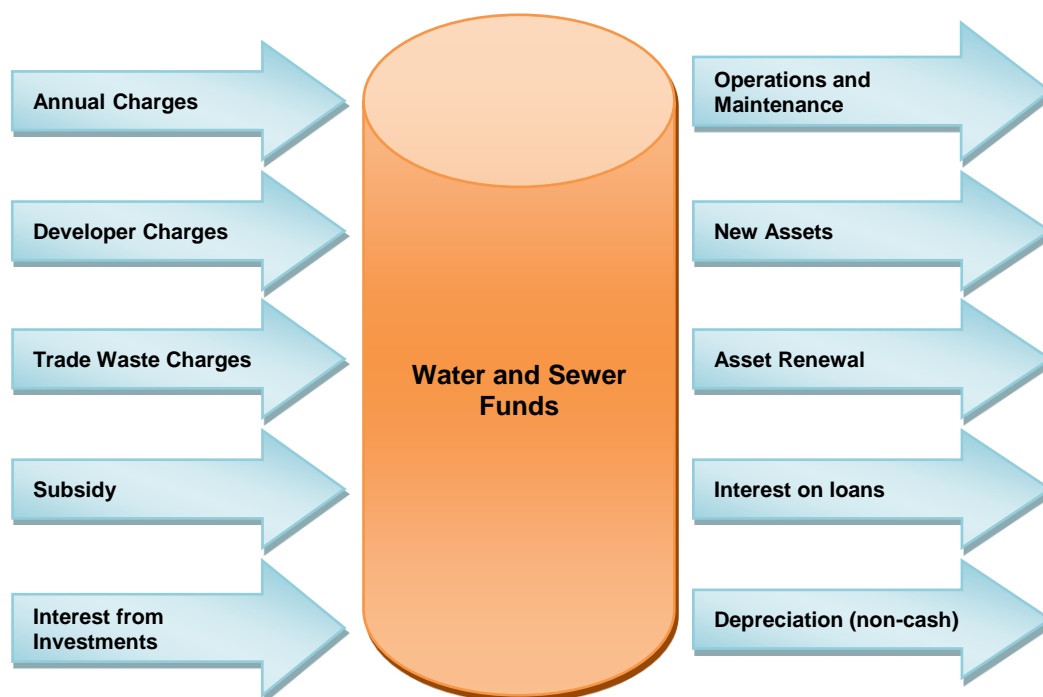 Annual Charges
Developer Charges
Trade Waste Charges
Subsidy
Interest from
Investments
Water and Sewer
Funds
Operations and
Maintenance
New Assets
Asset Renewal
Interest on loans
Depreciation (non-cash)